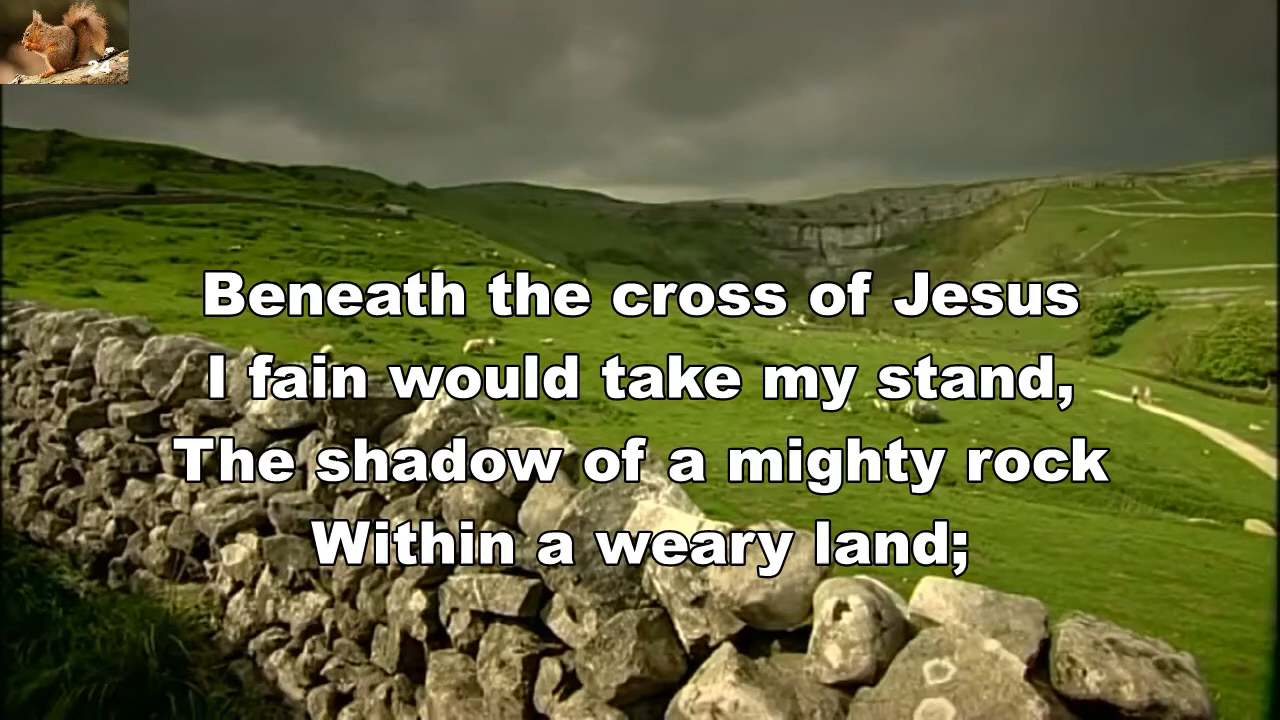 24
Beneath the cross of Jesus
I fain would take my stand,
The shadow of a mighty rock
Within a weary land;